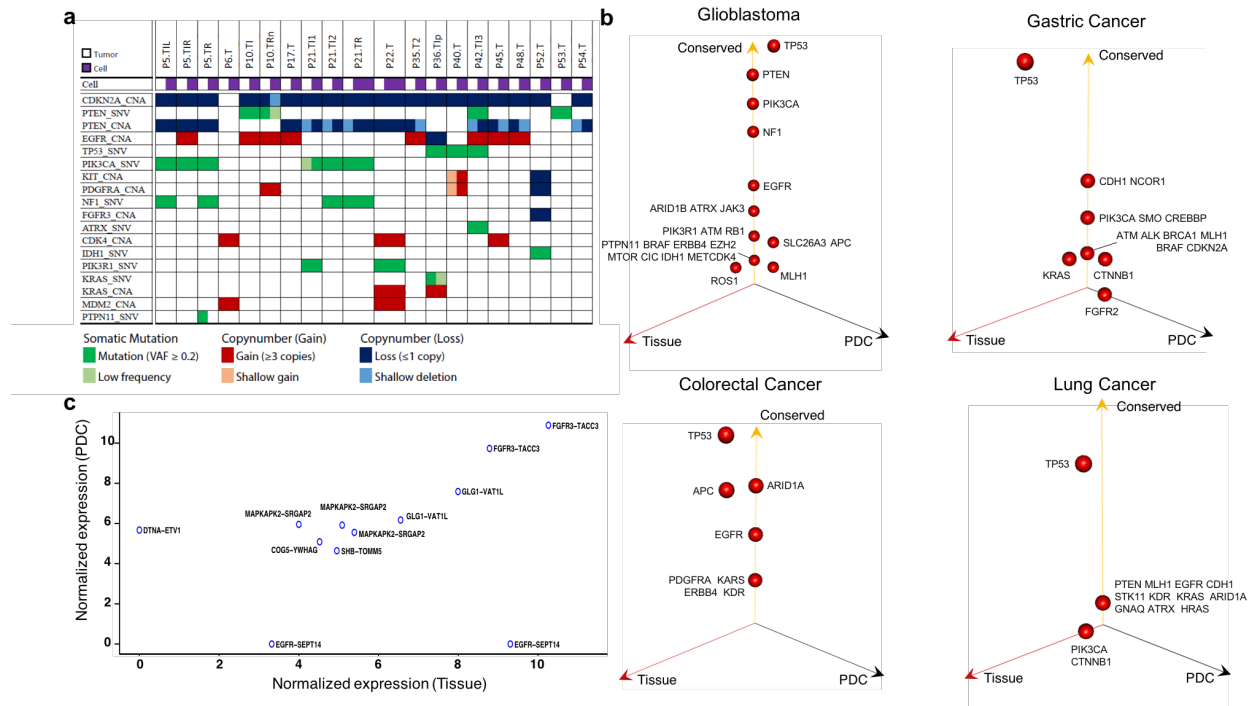 a
Tumor
Cell
P5.TIL
P5.TIR
P5.TR
P6.T
P10.TI
P10.TRn
P17.T
P21.TI1
P21.TI2
P21.TR
P22.T
P35.T2
P36.TIp
P40.T
P42.TI3
P45.T
P48.T
P52.T
P53.T
P54.T
Cell
CDKN2A_CNA
PTEN_SNV
PTEN_CNA
EGFR_CNA
TP53_SNV
PIK3CA_SNV
KIT_CNA
PDGFRA_CNA
NF1_SNV
FGFR3_CNA
ATRX_SNV
CDK4_CNA
IDH1_SNV
PIK3R1_SNV
KRAS_SNV
KRAS_CNA
MDM2_CNA
PTPN11_SNV
Somatic Mutation
Mutation (VAF ≥ 0.2)
Low frequency
Copynumber (Gain)
Gain (≥3 copies)
Shallow gain
Copynumber (Loss)
Loss (≤1 copy)
Shallow deletion
b
Glioblastoma
Conserved
TP53
PTEN
PIK3CA
NF1
EGFR
ARID1B ATRX JAK3
PIK3R1 ATM RB1
SLC26A3 APC
PTPN11 BRAF ERBB4 EZH2
MTOR CIC IDH1 METCDK4
ROS1
MLH1
Tissue
PDC
Gastric Cancer
Conserved
TP53
CDH1 NCOR1
PIK3CA SMO CREBBP
ATM ALK BRCA1 MLH1
BRAF CDKN2A
KRAS
CTNNB1
FGFR2
Tissue
PDC
Colorectal Cancer
Conserved
TP53
APC
ARID1A
EGFR
PDGFRA KARS
ERBB4 KDR
Tissue
PDC
Lung Cancer
Conserved
TP53
PTEN MLH1 EGFR CDH1
STK11 KDR KRAS ARID1A
GNAQ ATRX HRAS
PIK3CA
CTNNB1
Tissue
PDC
c
Normalized expression (PDC)
10
8
6
4
2
0
FGFR3-TACC3
FGFR3-TACC3
GLG1-VAT1L
MAPKAPK2-SRGAP2
MAPKAPK2-SRGAP2
GLG1-VAT1L
DTNA-ETV1
MAPKAPK2-SRGAP2
COG5-YWHAG
SHB-TOMM5
EGFR-SEPT14
EGFR-SEPT14
0
2
4
6
8
10
Normalized expression (Tissue)